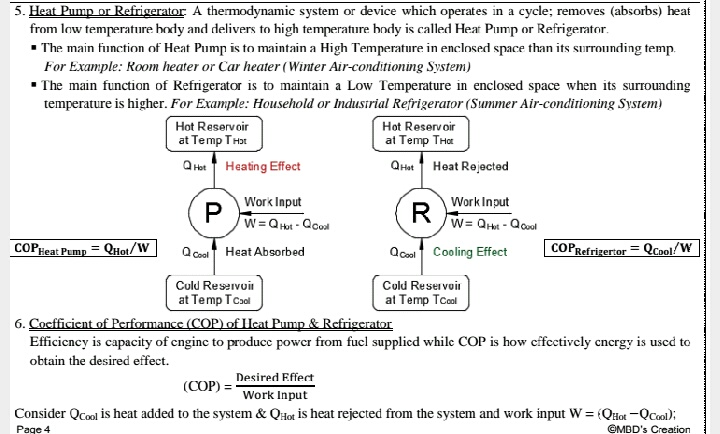 5. Heat Pump or Refrigerator: A thermodynamic system or device which operates in a cycle; removes (absorbs) heat
from low temperature body and delivers to high temperature body is called Heat Pump or Refrigerator.
▪ The main function of Heat Pump is to maintain a High Temperature in enclosed space than its surrounding temp.
For Example: Room heater or Car heater (Winter Air-conditioning System)
▪ The main function of Refrigerator is to maintain a Low Temperature in enclosed space when its surrounding
temperature is higher. For Example: Household or Industrial Refrigerator (Summer Air-conditioning System)
Hot Reservoir
at Temp THot
QHot Heating Effect
P
Work Input
W = QHot - QCool
COPHeat Pump = QHot/W
QCool Heat Absorbed
Cold Reservoir
at Temp TCool
Hot Reservoir
at Temp THot
QHot Heat Rejected
R
Work Input
W = QHot - QCool
QCool Cooling Effect
COPRefrigertor = QCool/W
Cold Reservoir
at Temp TCool
6. Coefficient of Performance (COP) of Heat Pump & Refrigerator
Efficiency is capacity of engine to produce power from fuel supplied while COP is how effectively energy is used to
obtain the desired effect.
(COP) = Desired Effect / Work Input
Consider QCool is heat added to the system & QHot is heat rejected from the system and work input W = (QHot − QCool);
Page 4
©MBD's Creation